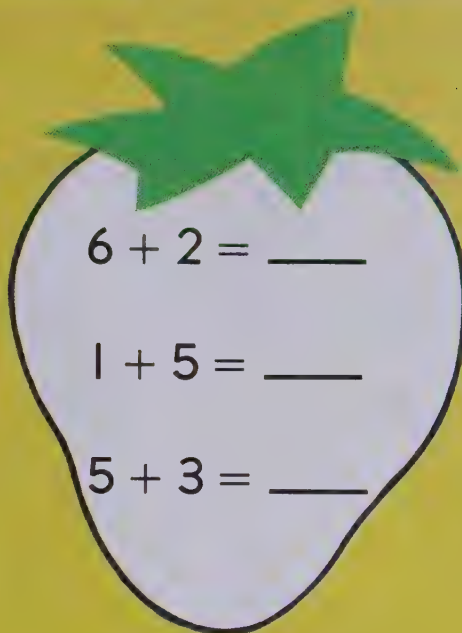 6 + 2 = ____
1 + 5 = ____
5 + 3 = ____